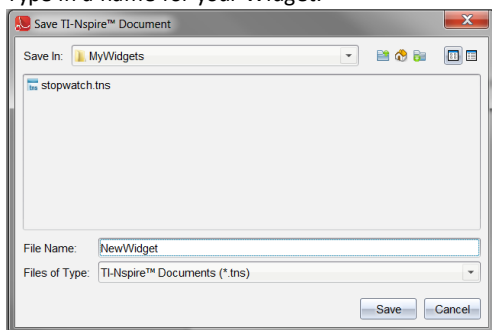 Type in a name for your Widget.
Save TI-Nspire™ Document
Save In: MyWidgets
stopwatch.tns
File Name: NewWidget
Files of Type: TI-Nspire™ Documents (*.tns)
Save Cancel